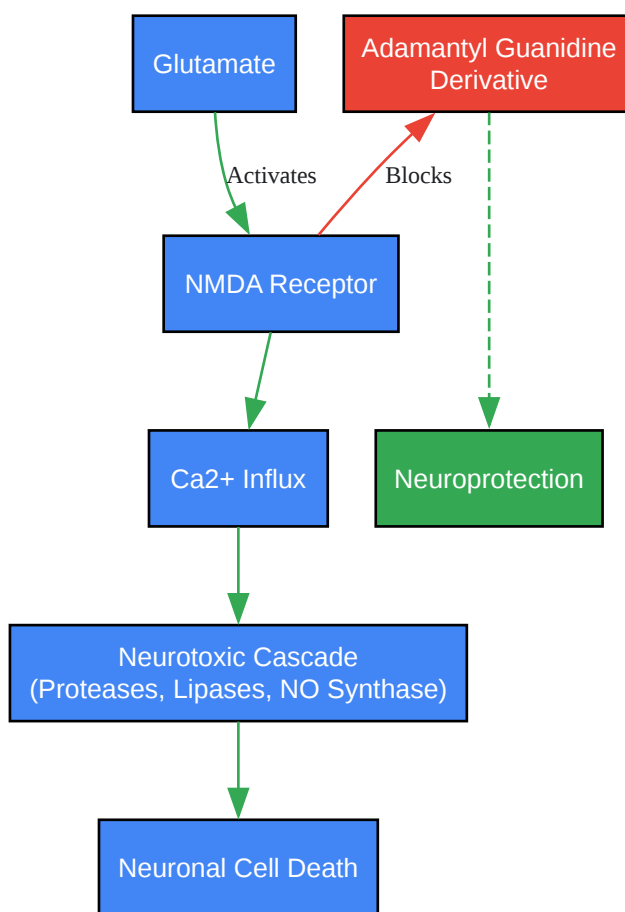 Glutamate
Adamantyl Guanidine
Derivative
Activates
Blocks
NMDA Receptor
Ca2+ Influx
Neuroprotection
Neurotoxic Cascade
(Proteases, Lipases, NO Synthase)
Neuronal Cell Death